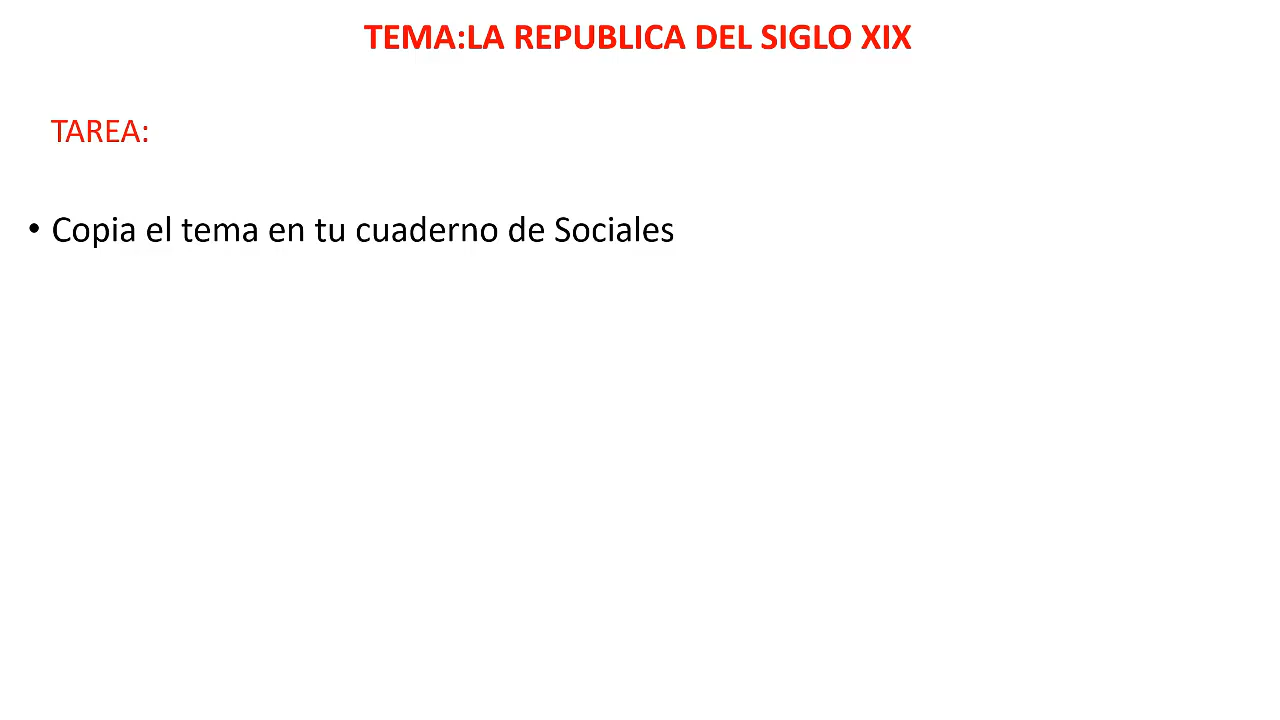 TEMA:LA REPUBLICA DEL SIGLO XIX
TAREA:
• Copia el tema en tu cuaderno de Sociales